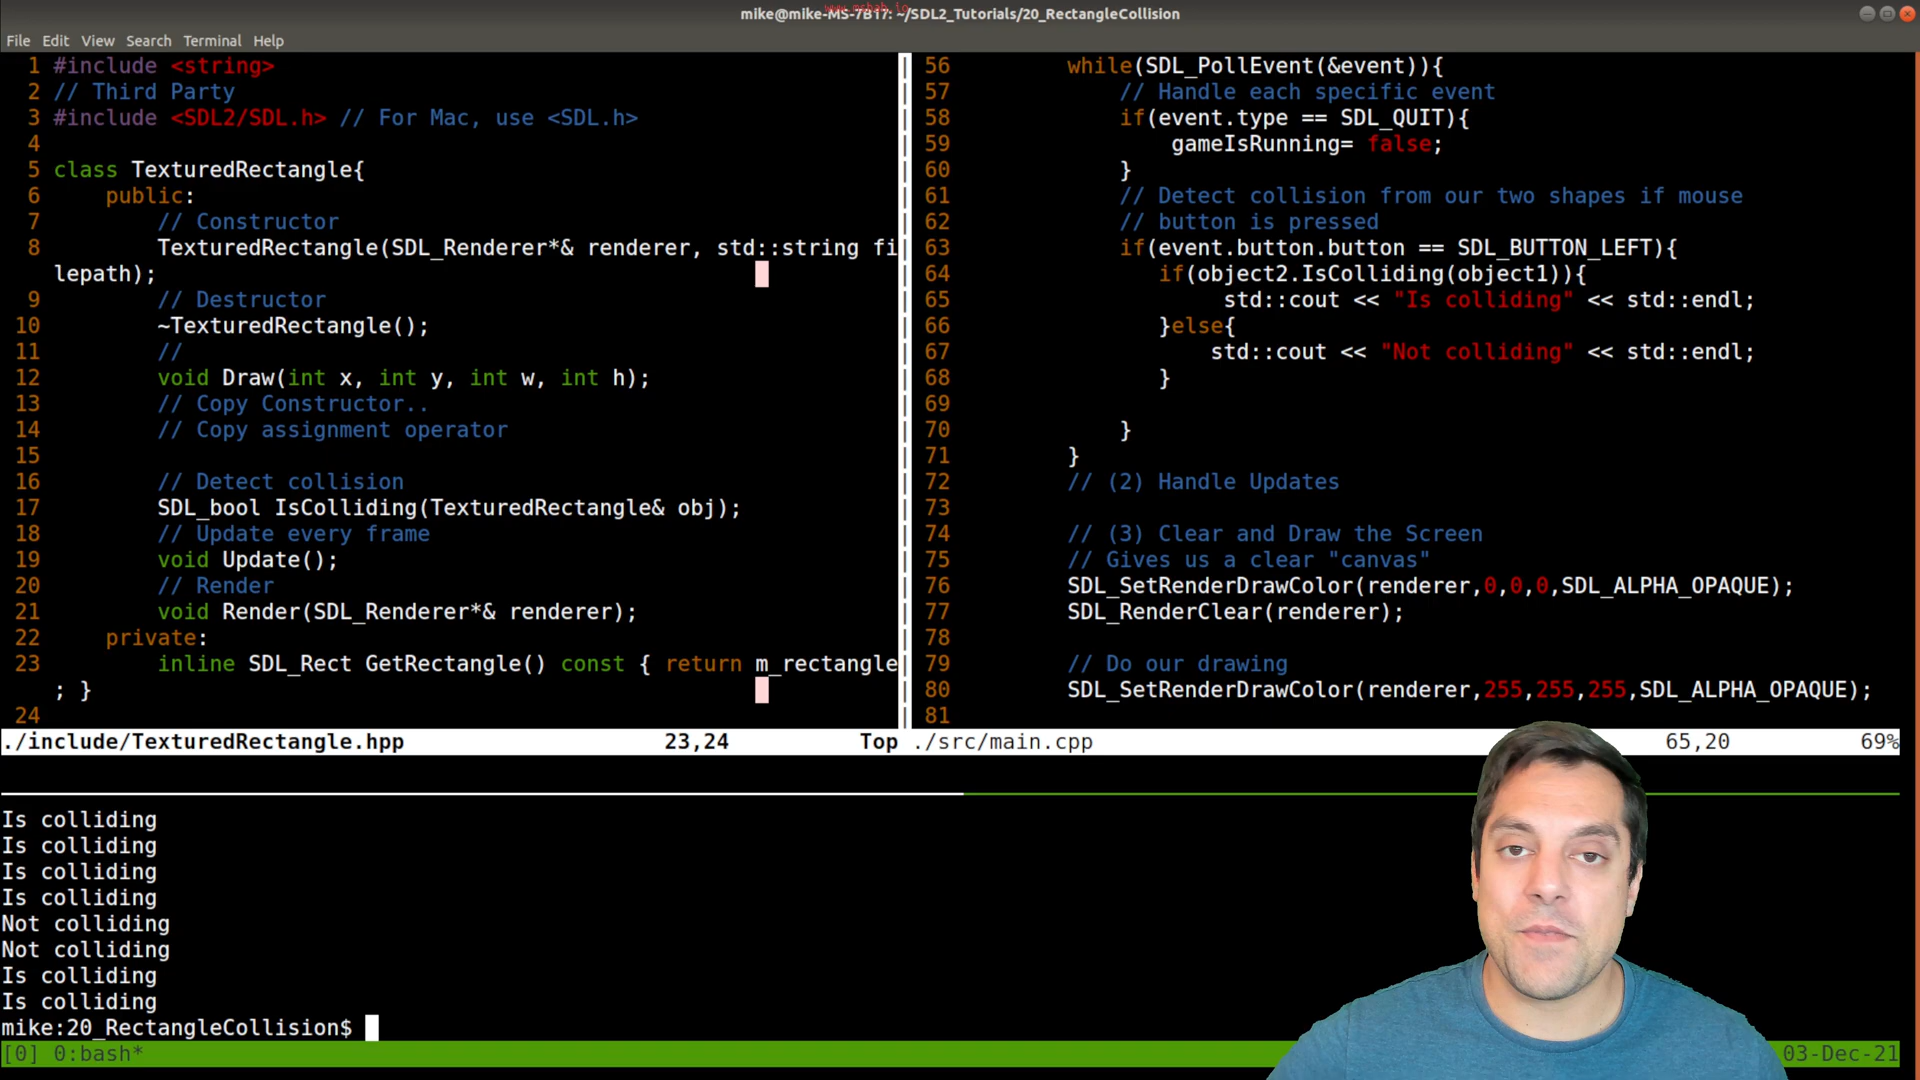 www.msbab.io
mike@mike-MS-7B17: ~/SDL2_Tutorials/20_RectangleCollision
File Edit View Search Terminal Help
1 #include <string>
2 // Third Party
3 #include <SDL2/SDL.h> // For Mac, use <SDL.h>
4
5 class TexturedRectangle{
6 public:
7 // Constructor
8 TexturedRectangle(SDL_Renderer*& renderer, std::string fi
lepath);
9 // Destructor
10 ~TexturedRectangle();
11 //
12 void Draw(int x, int y, int w, int h);
13 // Copy Constructor..
14 // Copy assignment operator
15
16 // Detect collision
17 SDL_bool IsColliding(TexturedRectangle& obj);
18 // Update every frame
19 void Update();
20 // Render
21 void Render(SDL_Renderer*& renderer);
22 private:
23 inline SDL_Rect GetRectangle() const { return m_rectangle
; }
24
./include/TexturedRectangle.hpp 23,24 Top
56 while(SDL_PollEvent(&event)){
57 // Handle each specific event
58 if(event.type == SDL_QUIT){
59 gameIsRunning= false;
60 }
61 // Detect collision from our two shapes if mouse
62 // button is pressed
63 if(event.button.button == SDL_BUTTON_LEFT){
64 if(object2.IsColliding(object1)){
65 std::cout << "Is colliding" << std::endl;
66 }else{
67 std::cout << "Not colliding" << std::endl;
68 }
69
70 }
71 }
72 // (2) Handle Updates
73
74 // (3) Clear and Draw the Screen
75 // Gives us a clear "canvas"
76 SDL_SetRenderDrawColor(renderer,0,0,0,SDL_ALPHA_OPAQUE);
77 SDL_RenderClear(renderer);
78
79 // Do our drawing
80 SDL_SetRenderDrawColor(renderer,255,255,255,SDL_ALPHA_OPAQUE);
81
./src/main.cpp 65,20 69%
Is colliding
Is colliding
Is colliding
Is colliding
Not colliding
Not colliding
Is colliding
Is colliding
mike:20_RectangleCollision$
[0] 0:bash* 03-Dec-21